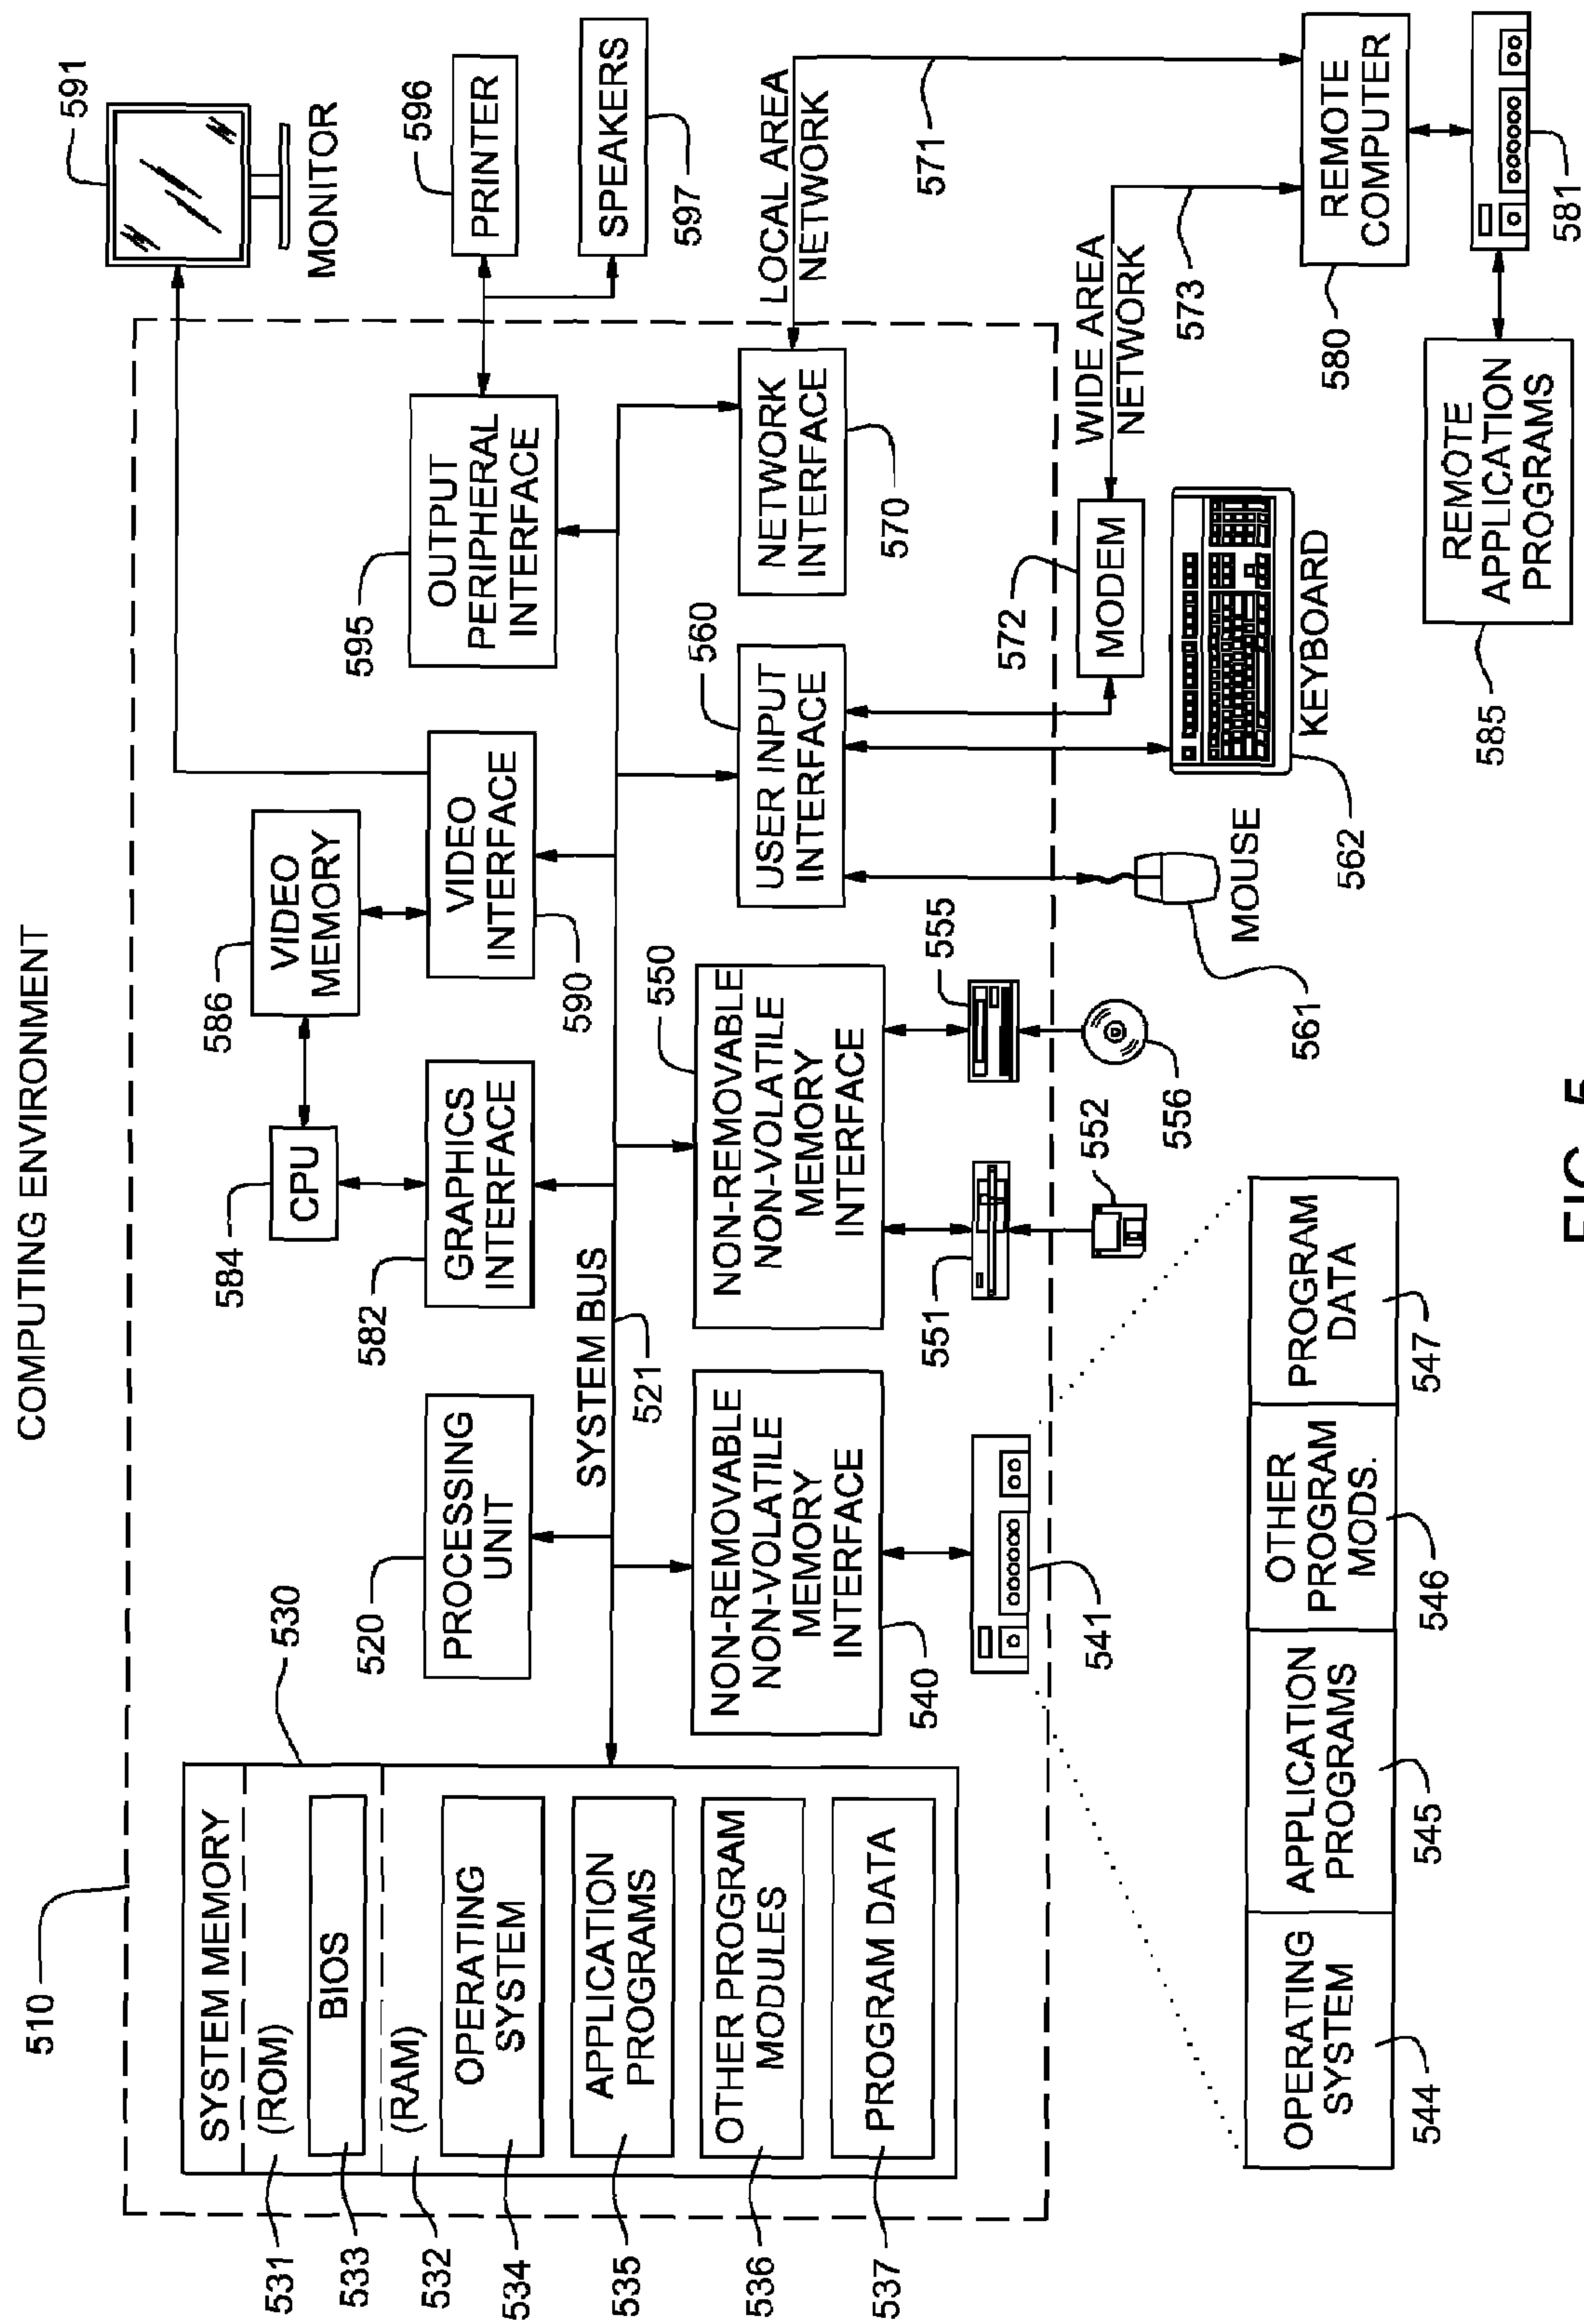 COMPUTING ENVIRONMENT
510
SYSTEM MEMORY
(ROM)
531
BIOS
533
530
(RAM)
532
OPERATING
SYSTEM
534
APPLICATION
PROGRAMS
535
OTHER PROGRAM
MODULES
536
PROGRAM DATA
537
520
PROCESSING
UNIT
584
CPU
582
GRAPHICS
INTERFACE
586
VIDEO
MEMORY
VIDEO
INTERFACE
590
591
MONITOR
595
OUTPUT
PERIPHERAL
INTERFACE
596
PRINTER
SPEAKERS
597
SYSTEM BUS
521
NON-REMOVABLE
NON-VOLATILE
MEMORY
INTERFACE
540
541
550
NON-REMOVABLE
NON-VOLATILE
MEMORY
INTERFACE
551
552
555
556
560
USER INPUT
INTERFACE
NETWORK
INTERFACE
570
LOCAL AREA
NETWORK
571
572
MODEM
WIDE AREA
NETWORK
573
MOUSE
561
KEYBOARD
562
REMOTE
COMPUTER
580
581
REMOTE
APPLICATION
PROGRAMS
585
OPERATING
SYSTEM
544
APPLICATION
PROGRAMS
545
OTHER
PROGRAM
MODS.
546
PROGRAM
DATA
547